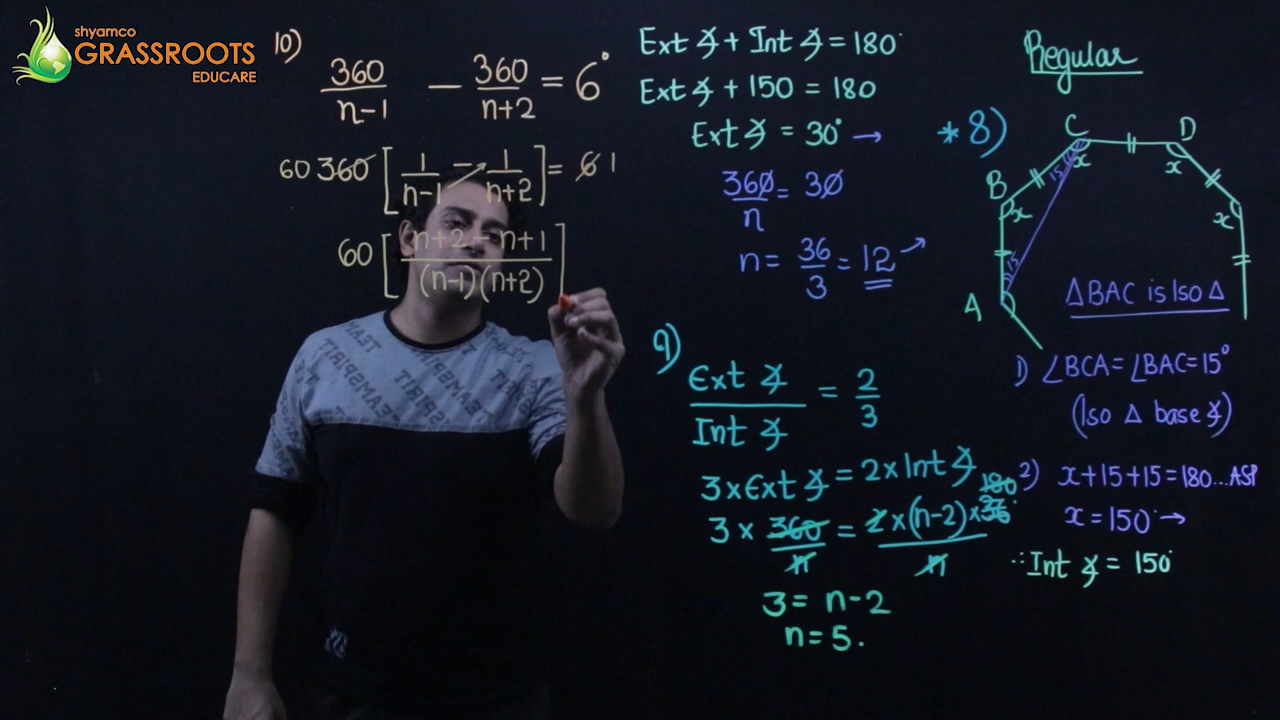 shyamco
GRASSROOTS
EDUCARE
10)
360/(n-1) - 360/(n+2) = 6°
60 360 [1/(n-1) - 1/(n+2)] = 6 1
60 [(n+2-n+1)/((n-1)(n+2))]
Ext ∡ + Int ∡ = 180°
Ext ∡ + 150 = 180
Ext ∡ = 30° →
360/n = 30
n = 36/3 = 12 →
9)
Ext ∡/Int ∡ = 2/3
3 x Ext ∡ = 2 x Int ∡
3 x 360/n = 2 x (n-2) x 180/n
3 = n-2
n = 5.
Regular
* 8)
C D
B
A
x x x x
15
15
ΔBAC is Iso Δ
1) ∠BCA = ∠BAC = 15°
(Iso Δ base ∡)
2) x+15+15 = 180...ASP
x = 150° →
∴ Int ∡ = 150°